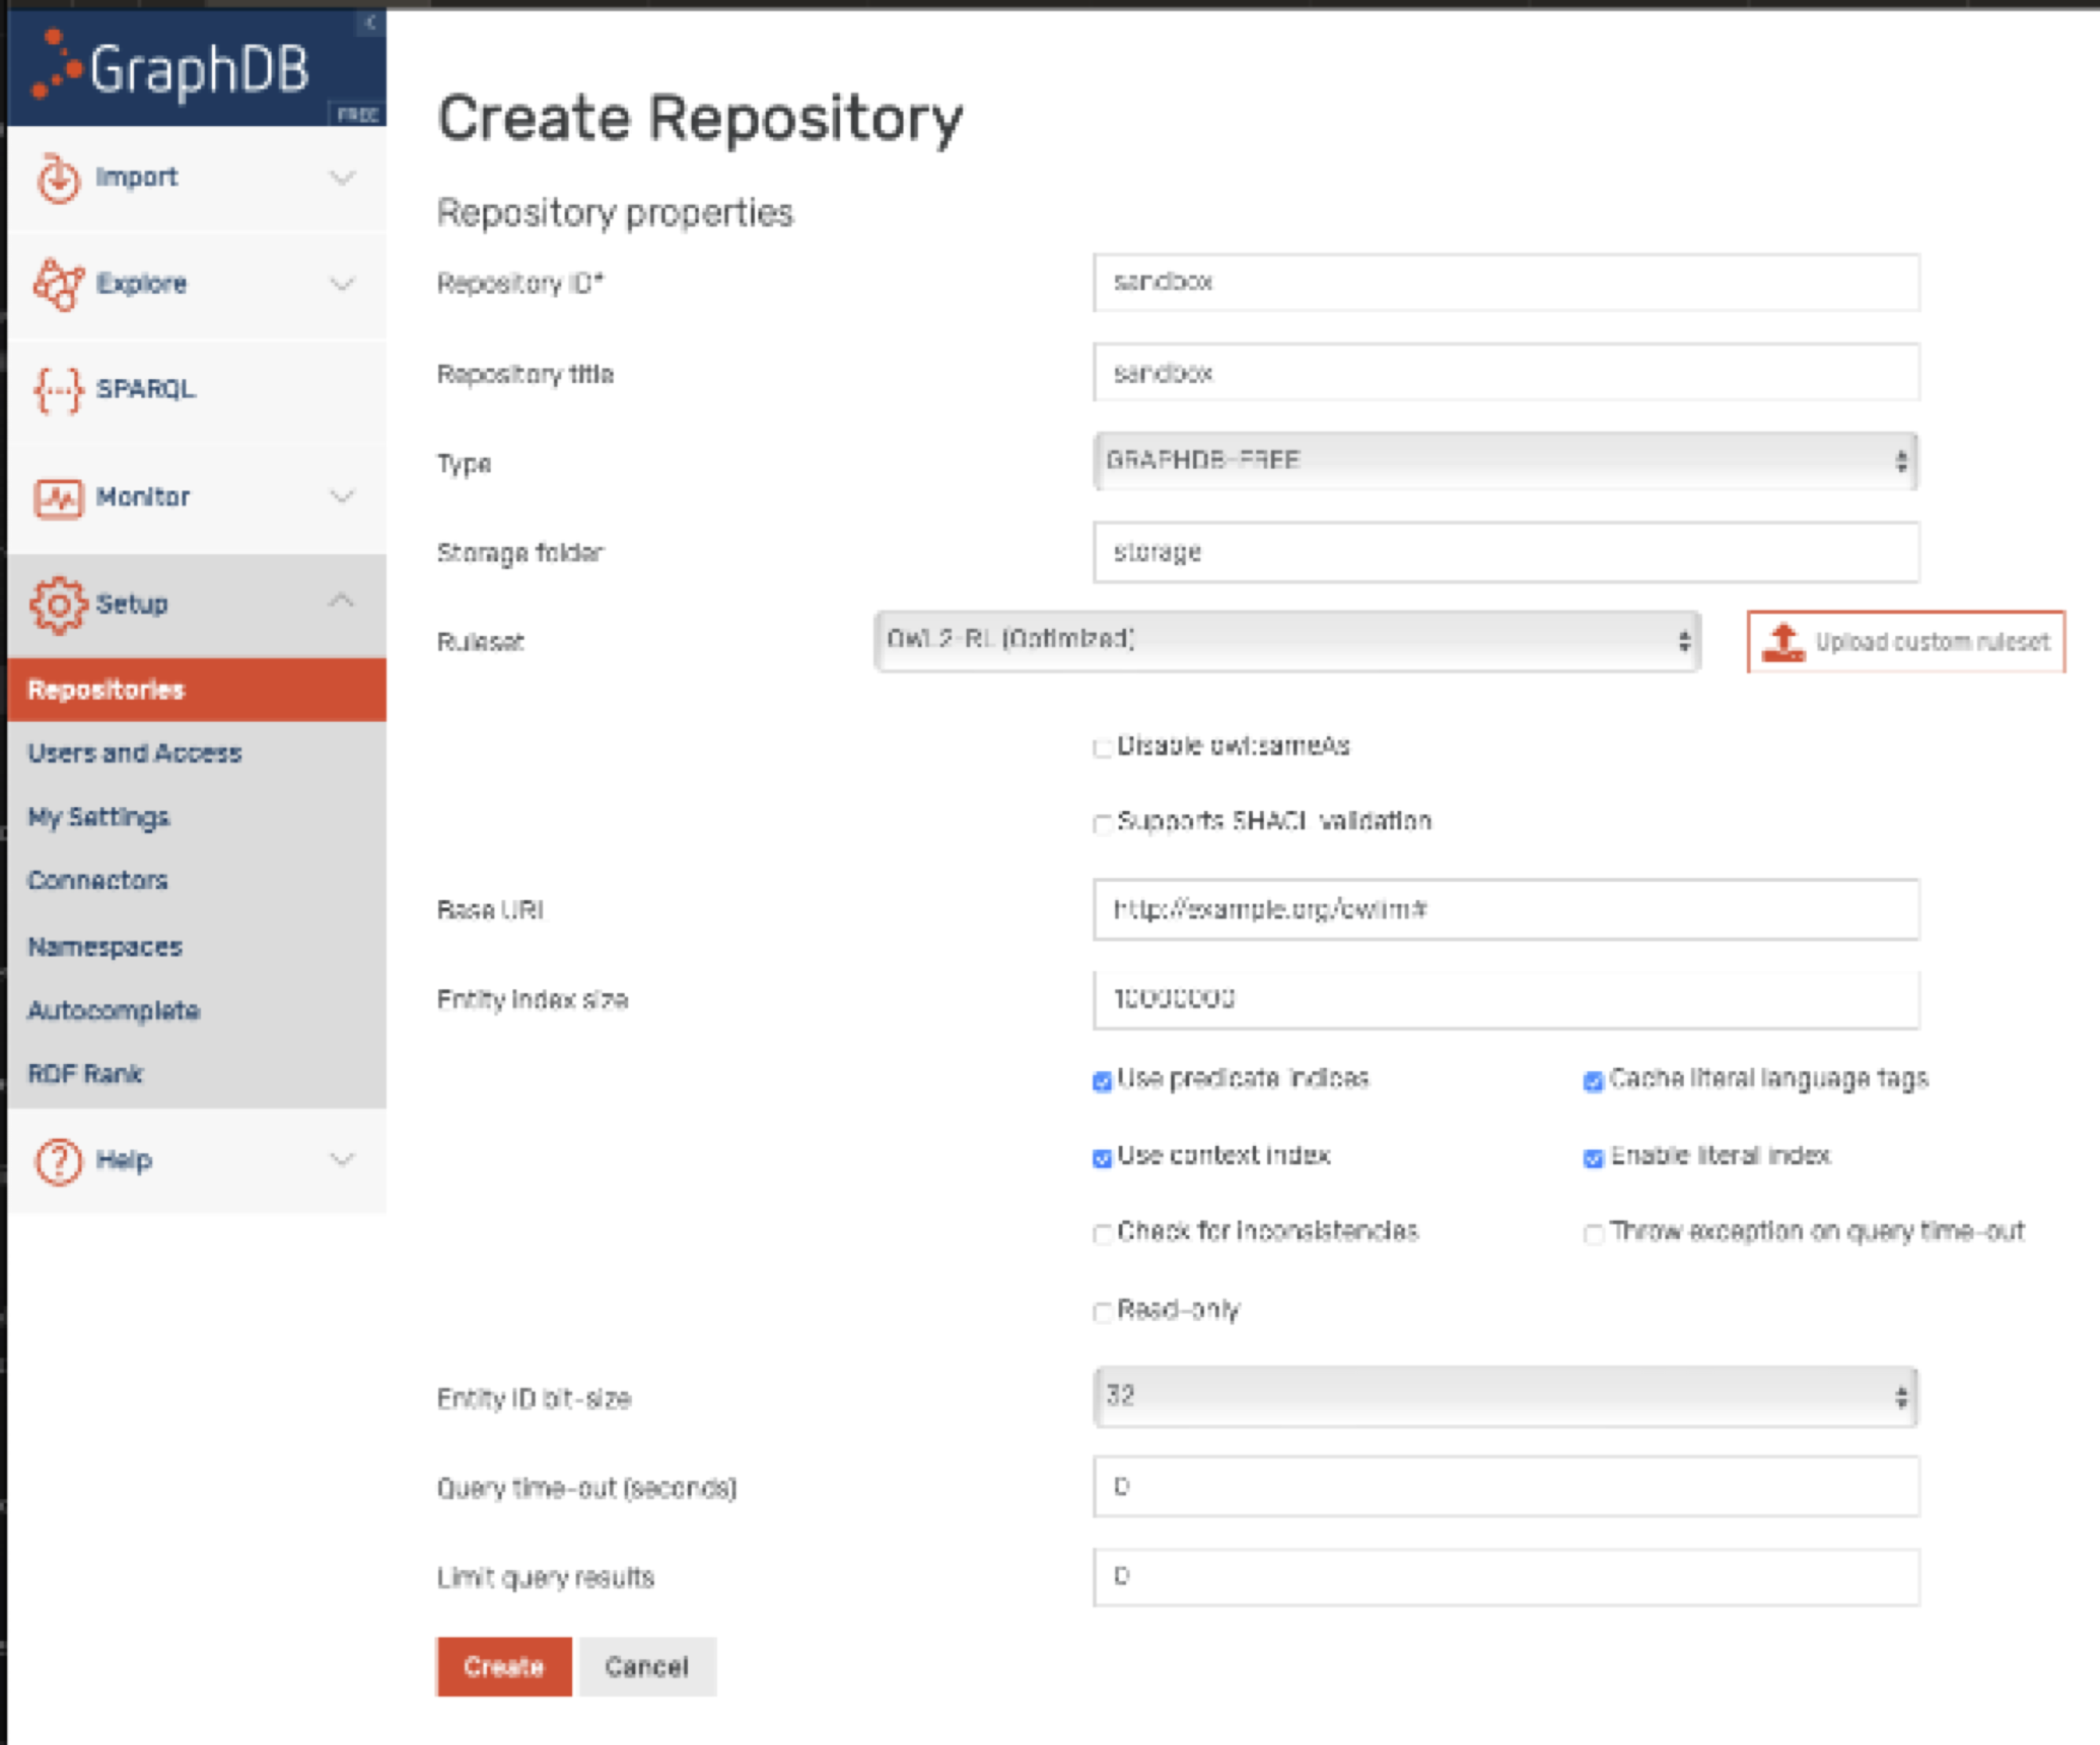 GraphDB
FREE
Import
Explore
SPARQL
Monitor
Setup
Repositories
Users and Access
My Settings
Connectors
Namespaces
Autocomplete
RDF Rank
Help
Create Repository
Repository properties
Repository ID* sandbox
Repository title sandbox
Type GRAPHDB-FREE
Storage folder storage
Ruleset OWL2-RL (Optimized) Upload custom ruleset
Disable owl:sameAs
Supports SHACL validation
Base URL http://example.org/owlim#
Entity index size 10000000
Use predicate indices Cache literal language tags
Use context index Enable literal index
Check for inconsistencies Throw exception on query time-out
Read-only
Entity ID bit-size 32
Query time-out (seconds) 0
Limit query results 0
Create Cancel